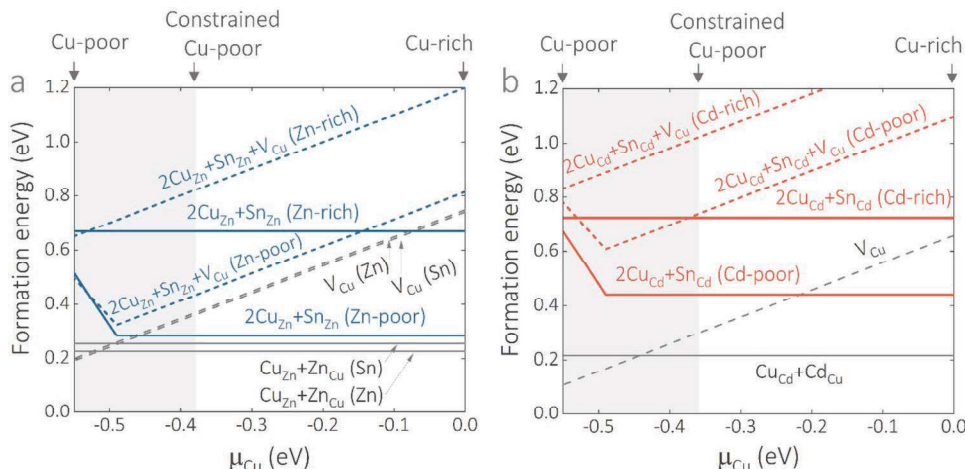 Constrained
Cu-poor Cu-poor Cu-rich
a
Formation energy (eV)
1.2
1.0
0.8
0.6
0.4
0.2
0.0
2Cu_Zn+Sn_Zn+V_Cu (Zn-rich)
2Cu_Zn+Sn_Zn (Zn-rich)
2Cu_Zn+Sn_Zn+V_Cu (Zn-poor)
V_Cu (Zn)
V_Cu (Sn)
2Cu_Zn+Sn_Zn (Zn-poor)
Cu_Zn+Zn_Cu (Sn)
Cu_Zn+Zn_Cu (Zn)
-0.5 -0.4 -0.3 -0.2 -0.1 0.0
μ_Cu (eV)
Constrained
Cu-poor Cu-poor Cu-rich
b
Formation energy (eV)
1.2
1.0
0.8
0.6
0.4
0.2
0.0
2Cu_Cd+Sn_Cd+V_Cu (Cd-rich)
2Cu_Cd+Sn_Cd+V_Cu (Cd-poor)
2Cu_Cd+Sn_Cd (Cd-rich)
V_Cu
2Cu_Cd+Sn_Cd (Cd-poor)
Cu_Cd+Cd_Cu
-0.5 -0.4 -0.3 -0.2 -0.1 0.0
μ_Cu (eV)